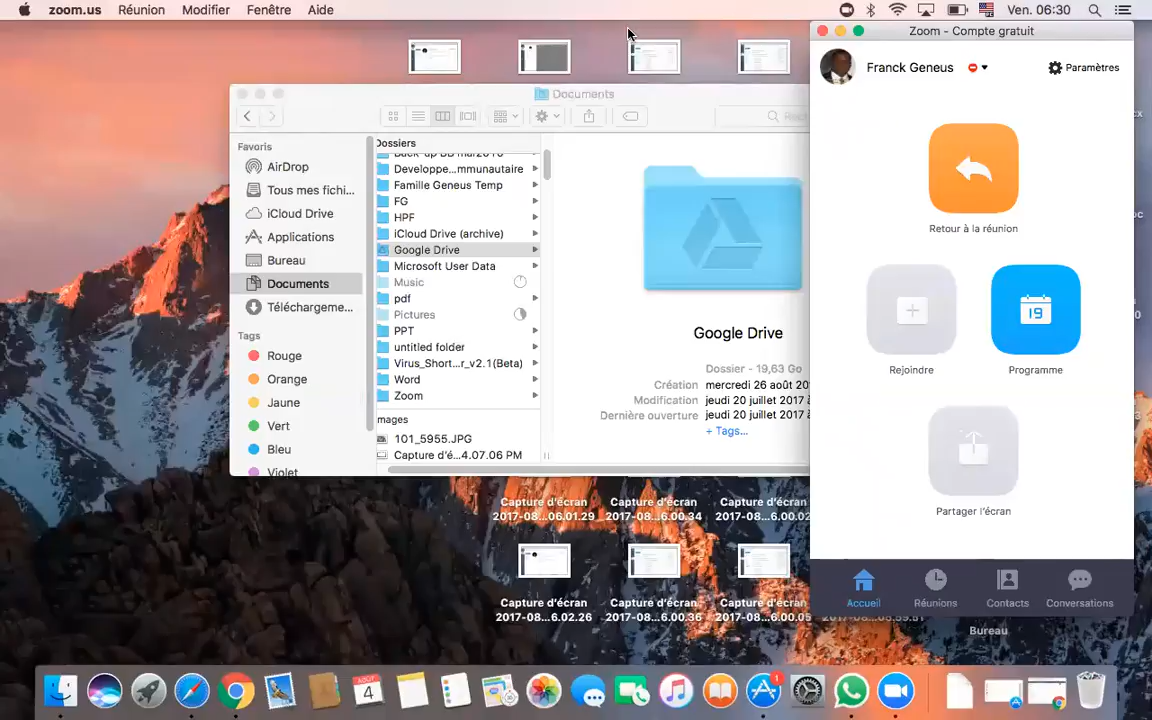 zoom.us Réunion Modifier Fenêtre Aide Ven. 06:30
Zoom - Compte gratuit
Franck Geneus Paramètres
Retour à la réunion
19
Rejoindre Programme
Partager l'écran
Accueil Réunions Contacts Conversations
Documents
Favoris
AirDrop
Tous mes fichi...
iCloud Drive
Applications
Bureau
Documents
Téléchargeme...
Tags
Rouge
Orange
Jaune
Vert
Bleu
Violet
Dossiers
Developpe...mmunautaire
Famille Geneus Temp
FG
HPF
iCloud Drive (archive)
Google Drive
Microsoft User Data
Music
pdf
Pictures
PPT
untitled folder
Virus_Short...r_v2.1(Beta)
Word
Zoom
mages
101_5955.JPG
Capture d'é...4.07.06 PM
Google Drive
Dossier - 19,63 Go
Création mercredi 26 août 20
Modification jeudi 20 juillet 2017 à
Dernière ouverture jeudi 20 juillet 2017 à
+ Tags...
Capture d'écran Capture d'écran Capture d'écran
2017-08...06.01.29 2017-08...6.00.34 2017-08...6.00.02
Capture d'écran Capture d'écran Capture d'écran
2017-08...6.02.26 2017-08...6.00.36 2017-08...6.00.05
Bureau
AOÛT
4
1